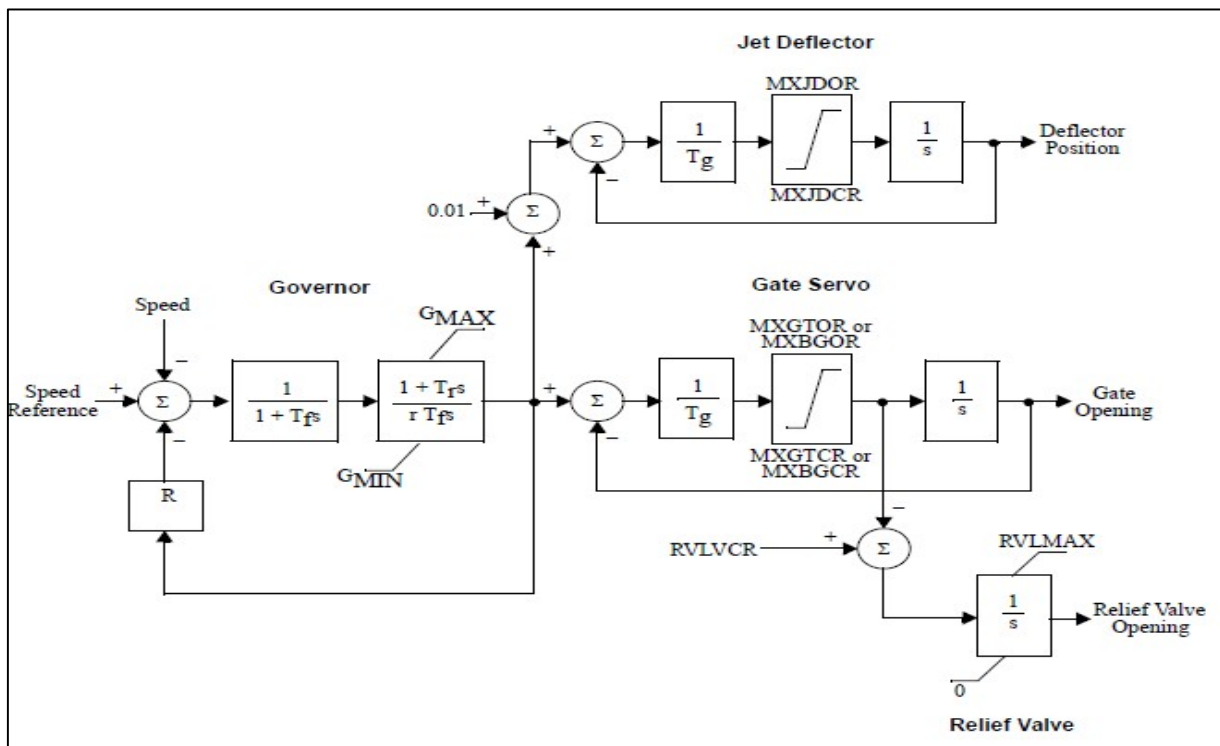 Jet Deflector
MXJDOR
Σ
1
Tg
1
s
Deflector
Position
MXJDCR
0.01
Σ
+
+
+
−
+
Governor
Gate Servo
Speed
GMAX
MXGTOR or
MXBGOR
Speed
Reference
+
−
−
Σ
1
1 + Tfs
1 + Trs
r Tfs
+
−
Σ
1
Tg
1
s
Gate
Opening
GMIN
MXGTCR or
MXBGCR
R
−
RVLVCR
+
Σ
RVLMAX
1
s
Relief Valve
Opening
0
Relief Valve